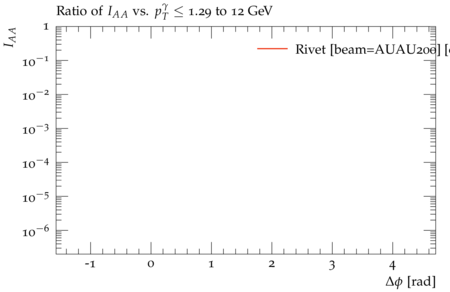 Ratio of I_AA vs. p_T^γ ≤ 1.29 to 12 GeV
I_AA
1
10^−1
10^−2
10^−3
10^−4
10^−5
10^−6
Rivet [beam=AUAU200] [
-1 0 1 2 3 4
Δϕ [rad]